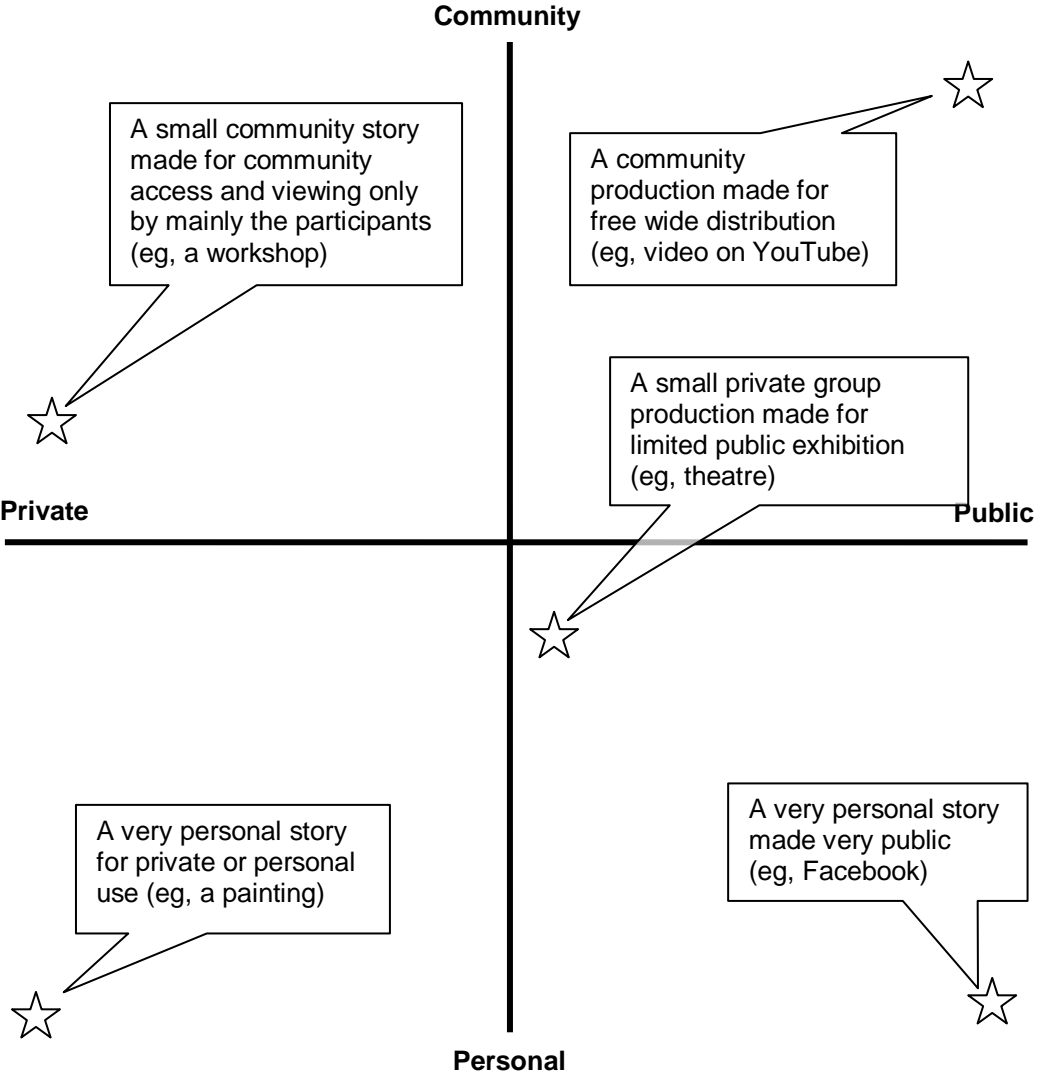 Community
A small community story
made for community
access and viewing only
by mainly the participants
(eg, a workshop)
A community
production made for
free wide distribution
(eg, video on YouTube)
A small private group
production made for
limited public exhibition
(eg, theatre)
Private
Public
A very personal story
for private or personal
use (eg, a painting)
A very personal story
made very public
(eg, Facebook)
Personal